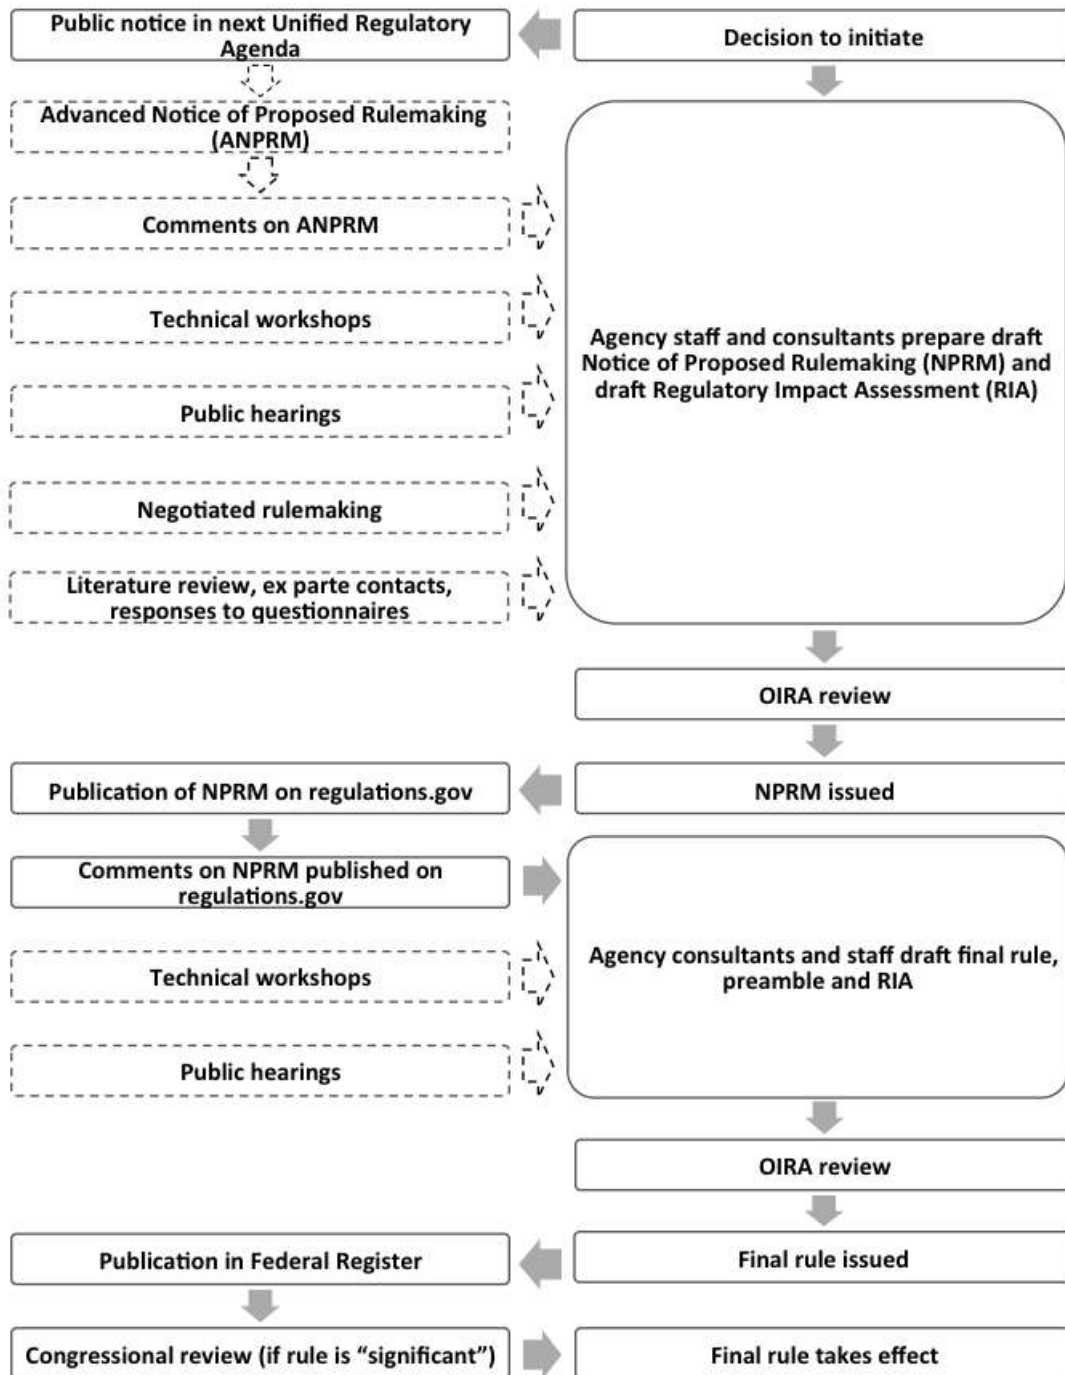 Public notice in next Unified Regulatory
Agenda
Decision to initiate
Advanced Notice of Proposed Rulemaking
(ANPRM)
Comments on ANPRM
Technical workshops
Public hearings
Negotiated rulemaking
Literature review, ex parte contacts,
responses to questionnaires
Agency staff and consultants prepare draft
Notice of Proposed Rulemaking (NPRM) and
draft Regulatory Impact Assessment (RIA)
OIRA review
Publication of NPRM on regulations.gov
NPRM issued
Comments on NPRM published on
regulations.gov
Technical workshops
Public hearings
Agency consultants and staff draft final rule,
preamble and RIA
OIRA review
Publication in Federal Register
Final rule issued
Congressional review (if rule is “significant”)
Final rule takes effect